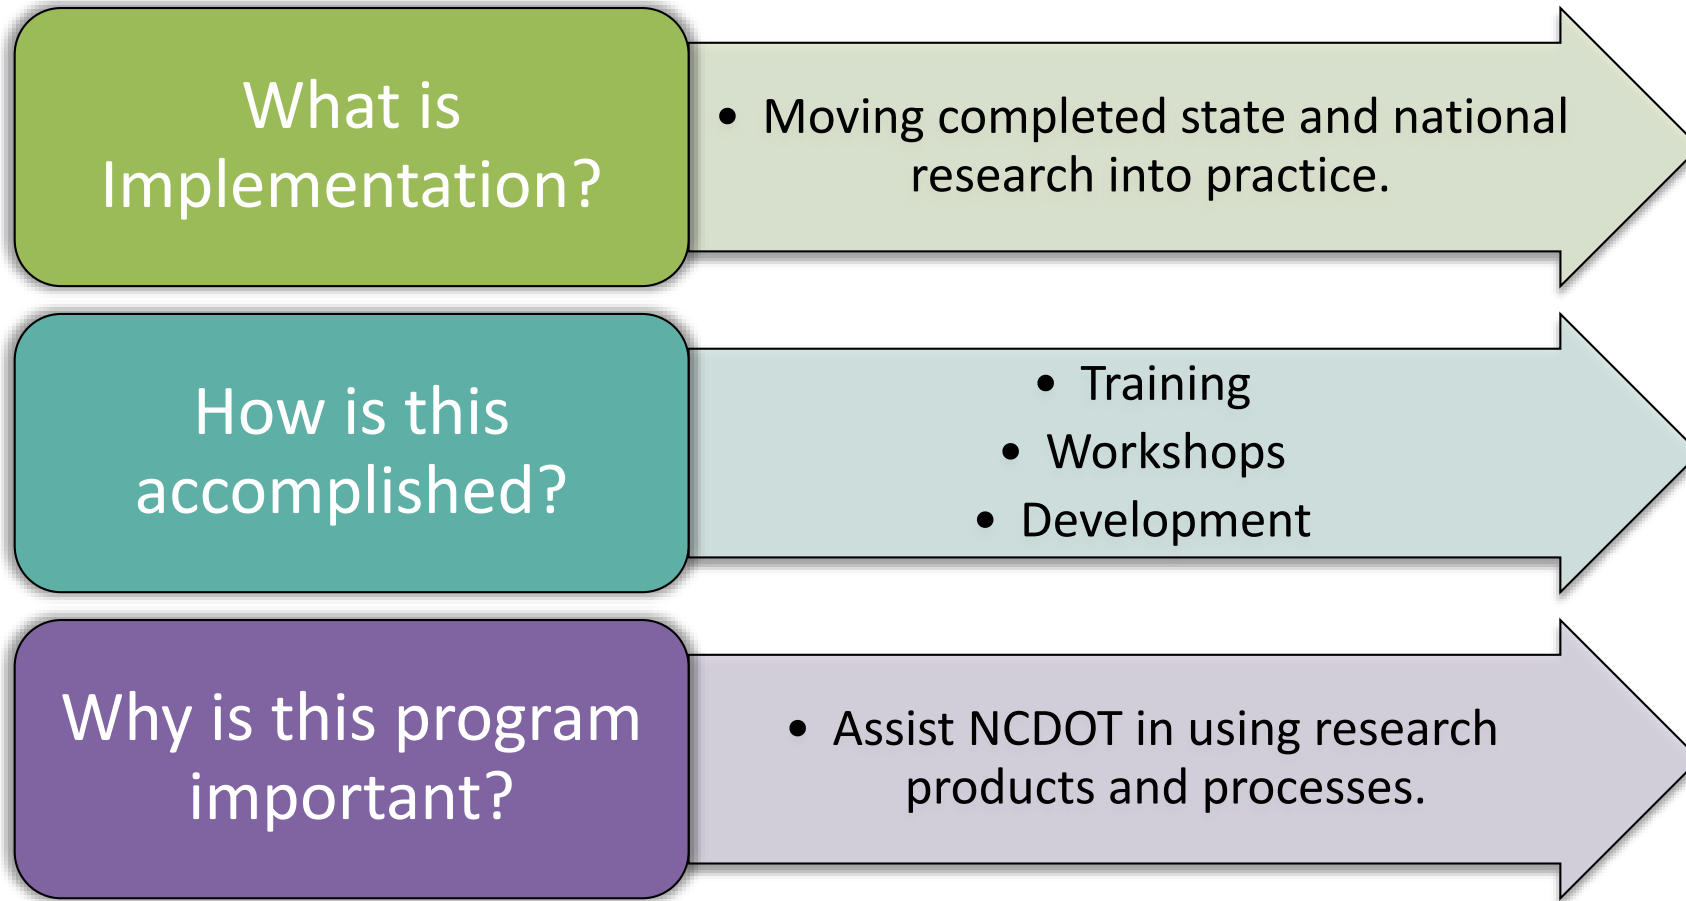 What is
Implementation?
• Moving completed state and national
research into practice.
How is this
accomplished?
• Training
• Workshops
• Development
Why is this program
important?
• Assist NCDOT in using research
products and processes.